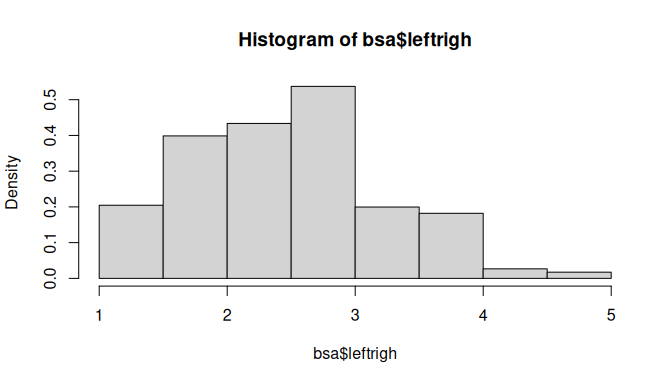 Histogram of bsa$leftrigh
Density
0.0 0.1 0.2 0.3 0.4 0.5
1 2 3 4 5
bsa$leftrigh